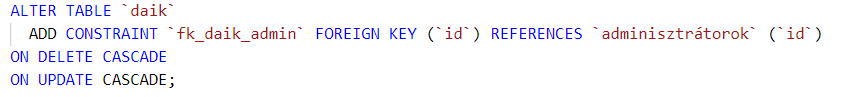 ALTER TABLE `daik`
ADD CONSTRAINT `fk_daik_admin` FOREIGN KEY (`id`) REFERENCES `adminisztrátorok` (`id`)
ON DELETE CASCADE
ON UPDATE CASCADE;